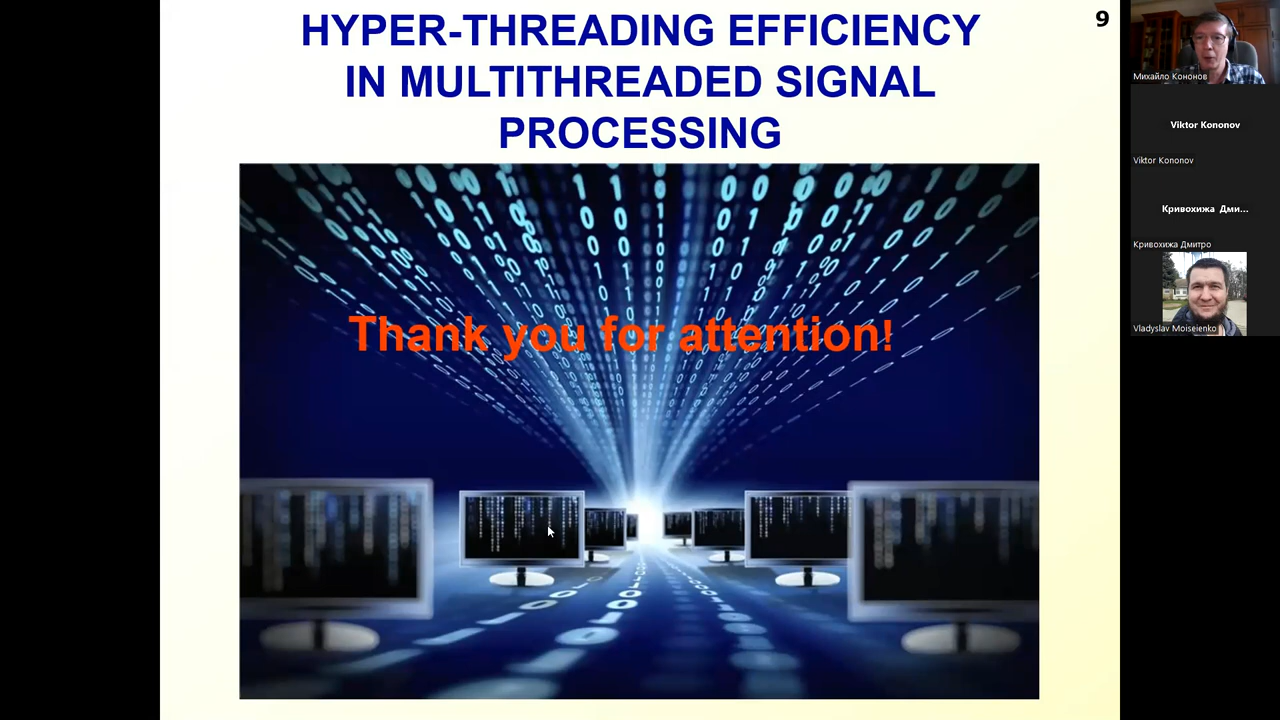 HYPER-THREADING EFFICIENCY
IN MULTITHREADED SIGNAL
PROCESSING
9
Thank you for attention!
Михайло Кононов
Viktor Kononov
Viktor Kononov
Кривохижа Дми...
Кривохижа Дмитро
Vladyslav Moiseienko